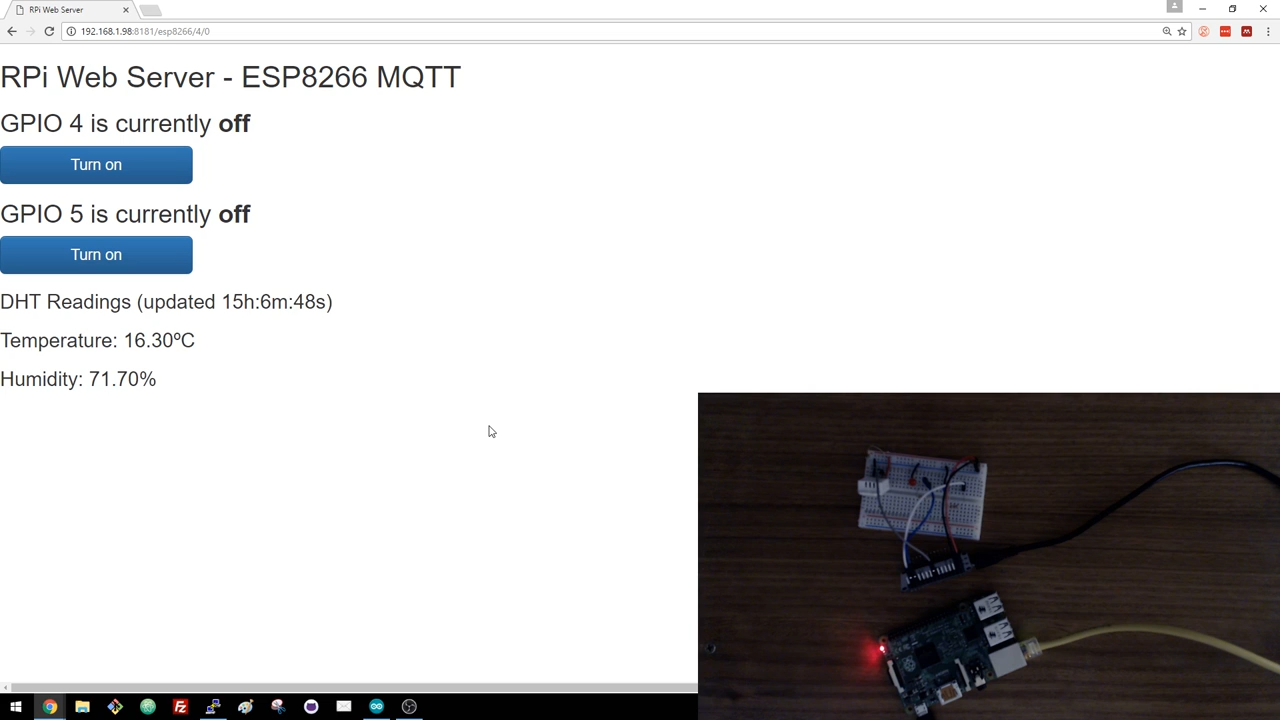 RPi Web Server
192.168.1.98:8181/esp8266/4/0
RPi Web Server - ESP8266 MQTT
GPIO 4 is currently off
Turn on
GPIO 5 is currently off
Turn on
DHT Readings (updated 15h:6m:48s)
Temperature: 16.30ºC
Humidity: 71.70%